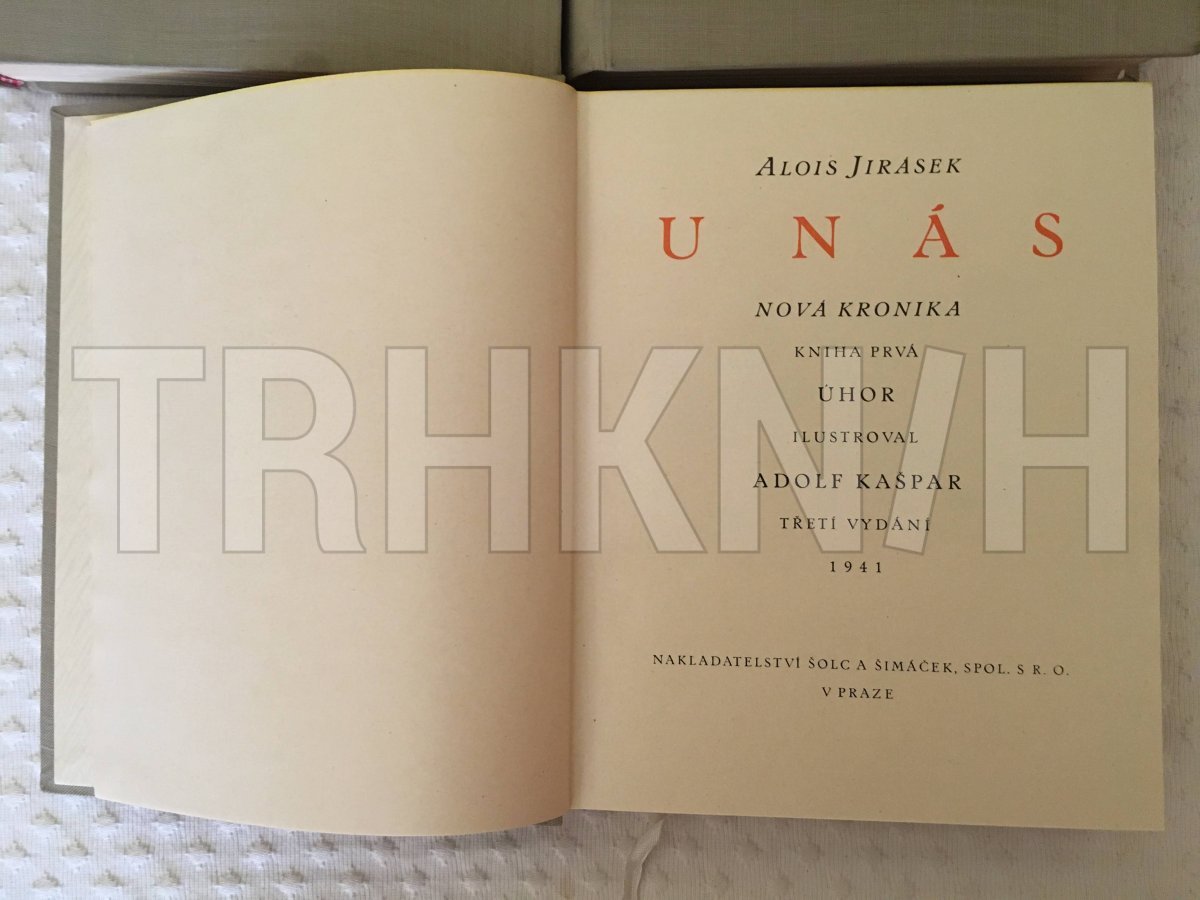 ALOIS JIRÁSEK
U NÁS
NOVÁ KRONIKA
KNIHA PRVÁ
ÚHOR
ILUSTROVAL
ADOLF KAŠPAR
TŘETÍ VYDÁNÍ
1941
NAKLADATELSTVÍ ŠOLC A ŠIMÁČEK, SPOL. S R. O.
V PRAZE
TRHKNIH